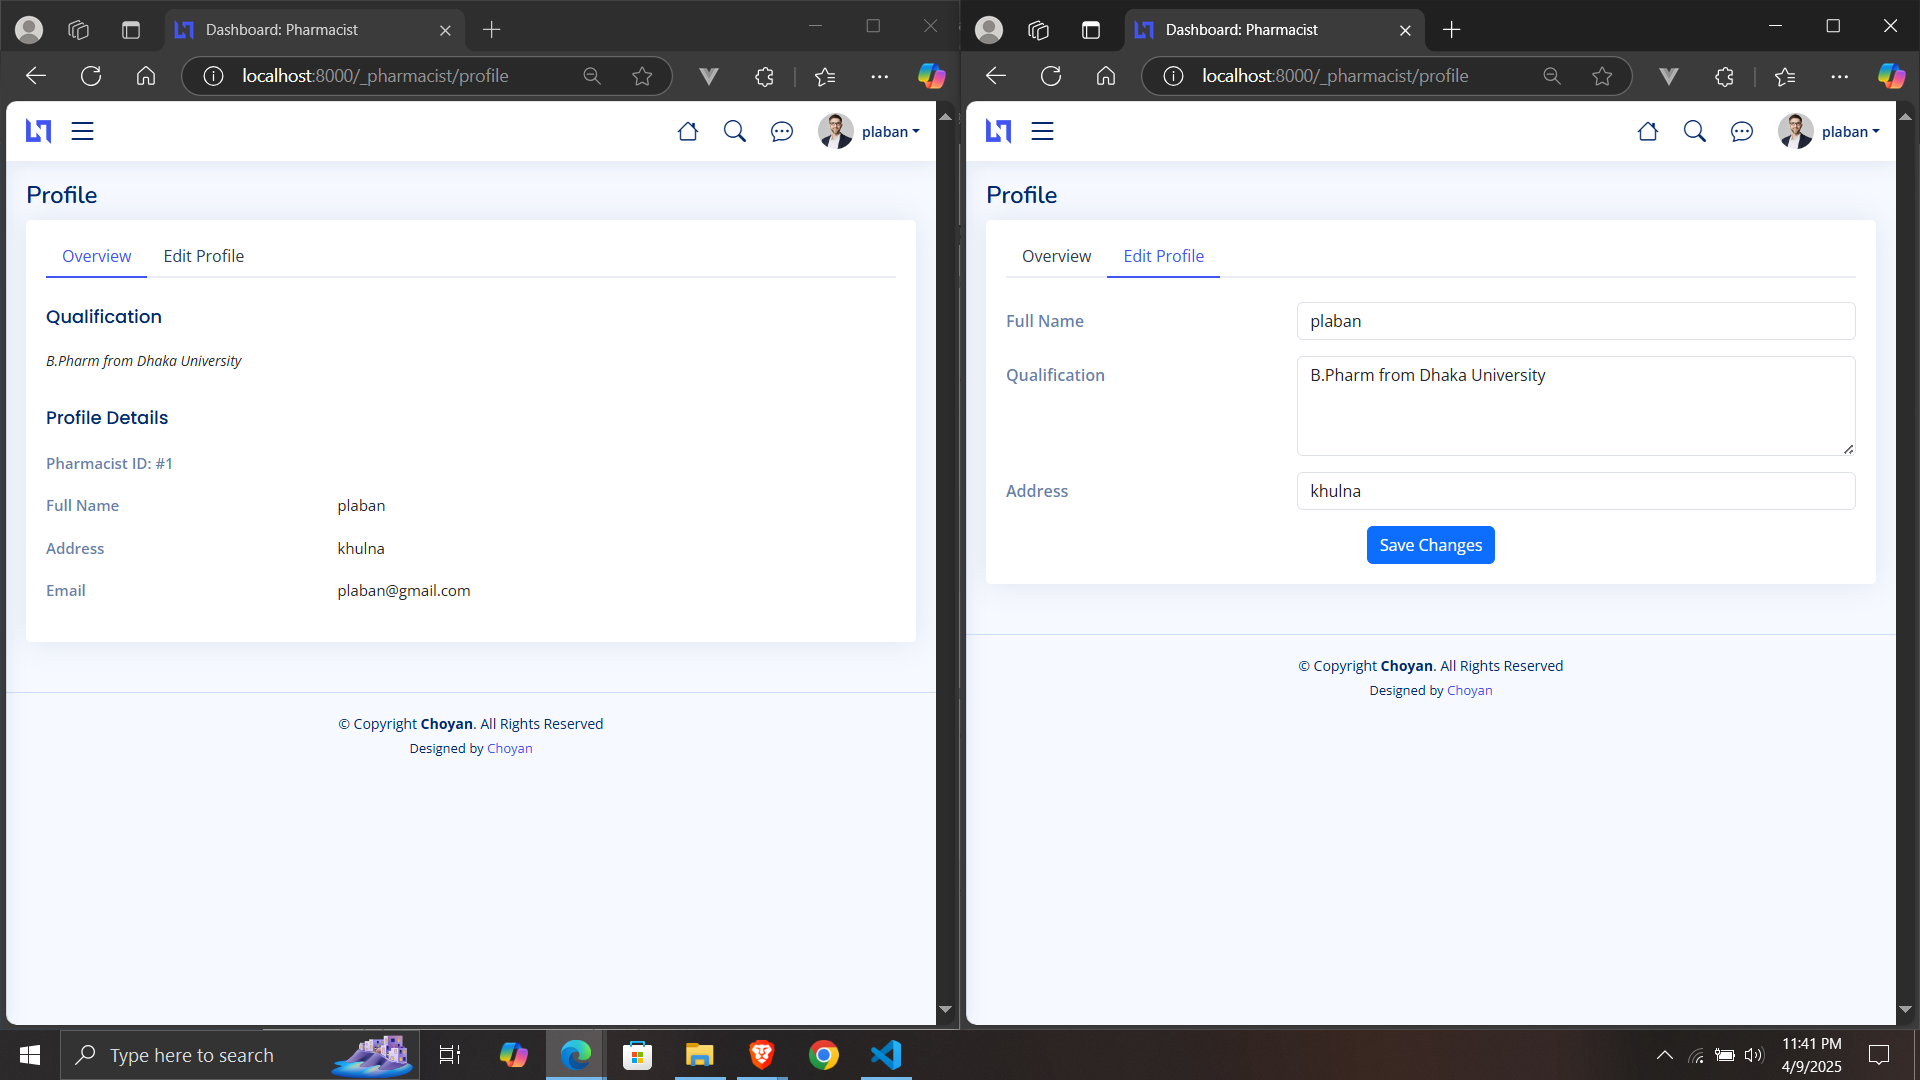 Dashboard: Pharmacist
localhost:8000/_pharmacist/profile
plaban
Profile
Overview
Edit Profile
Qualification
B.Pharm from Dhaka University
Profile Details
Pharmacist ID: #1
Full Name
plaban
Address
khulna
Email
plaban@gmail.com
© Copyright Choyan. All Rights Reserved
Designed by Choyan
Dashboard: Pharmacist
localhost:8000/_pharmacist/profile
plaban
Profile
Overview
Edit Profile
Full Name
plaban
Qualification
B.Pharm from Dhaka University
Address
khulna
Save Changes
© Copyright Choyan. All Rights Reserved
Designed by Choyan
Type here to search
11:41 PM
4/9/2025